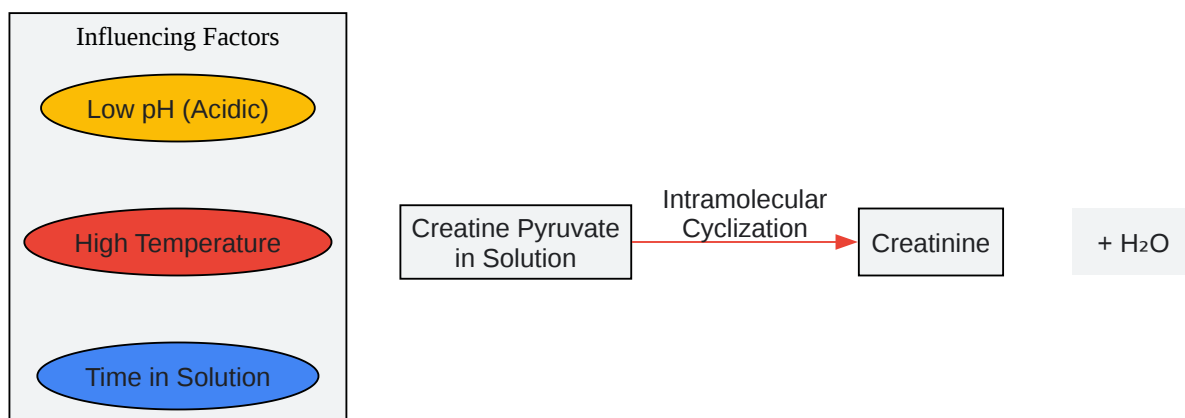 Influencing Factors
Low pH (Acidic)
High Temperature
Time in Solution
Creatine Pyruvate
in Solution
Intramolecular
Cyclization
Creatinine
+ H₂O